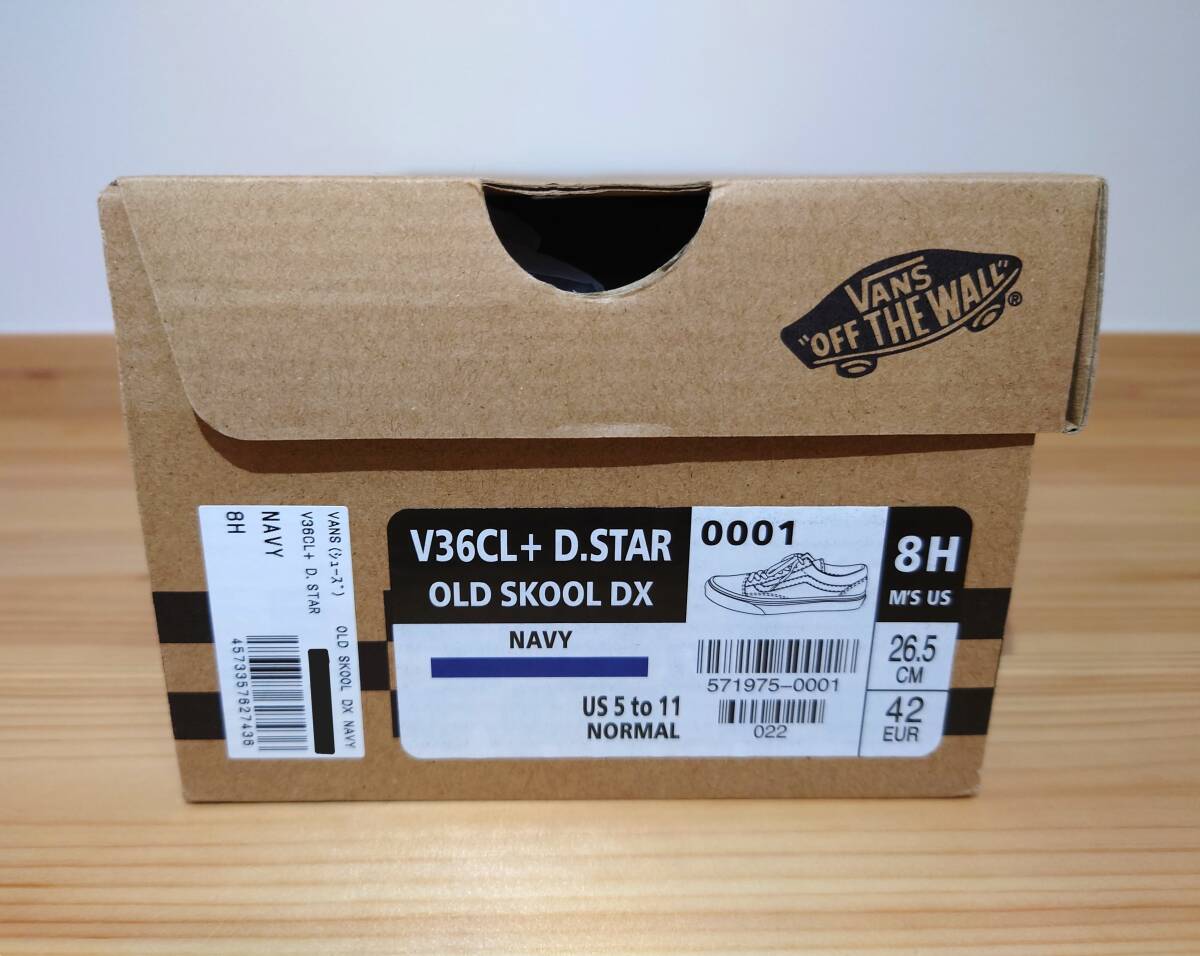 VANS
"OFF THE WALL"
®
VANS(ｼｭｰｽﾞ)
V36CL+ D.STAR OLD SKOOL DX NAVY
NAVY
8H
4573357627436
V36CL+ D.STAR
OLD SKOOL DX
0001
8H
M'S US
NAVY
571975-0001
26.5
CM
US 5 to 11
NORMAL
022
42
EUR